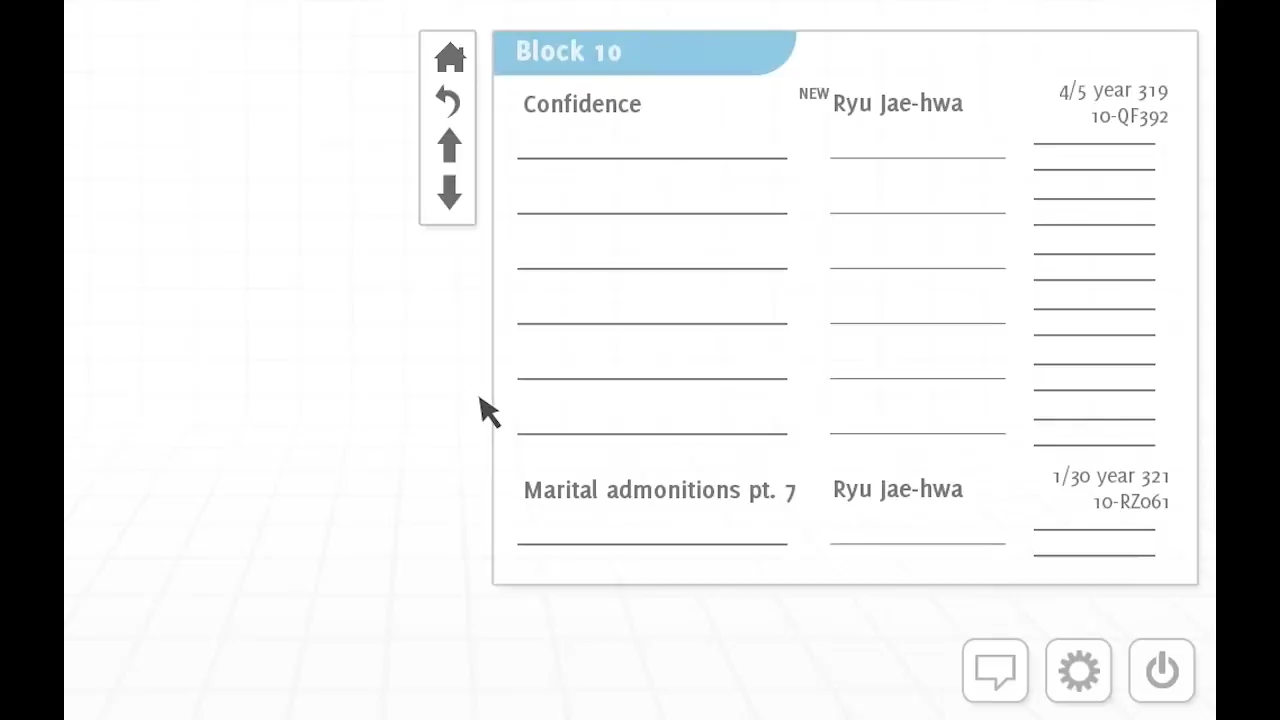 Block 10
Confidence
NEW Ryu Jae-hwa
4/5 year 319
10-QF392
Marital admonitions pt. 7
Ryu Jae-hwa
1/30 year 321
10-RZ061